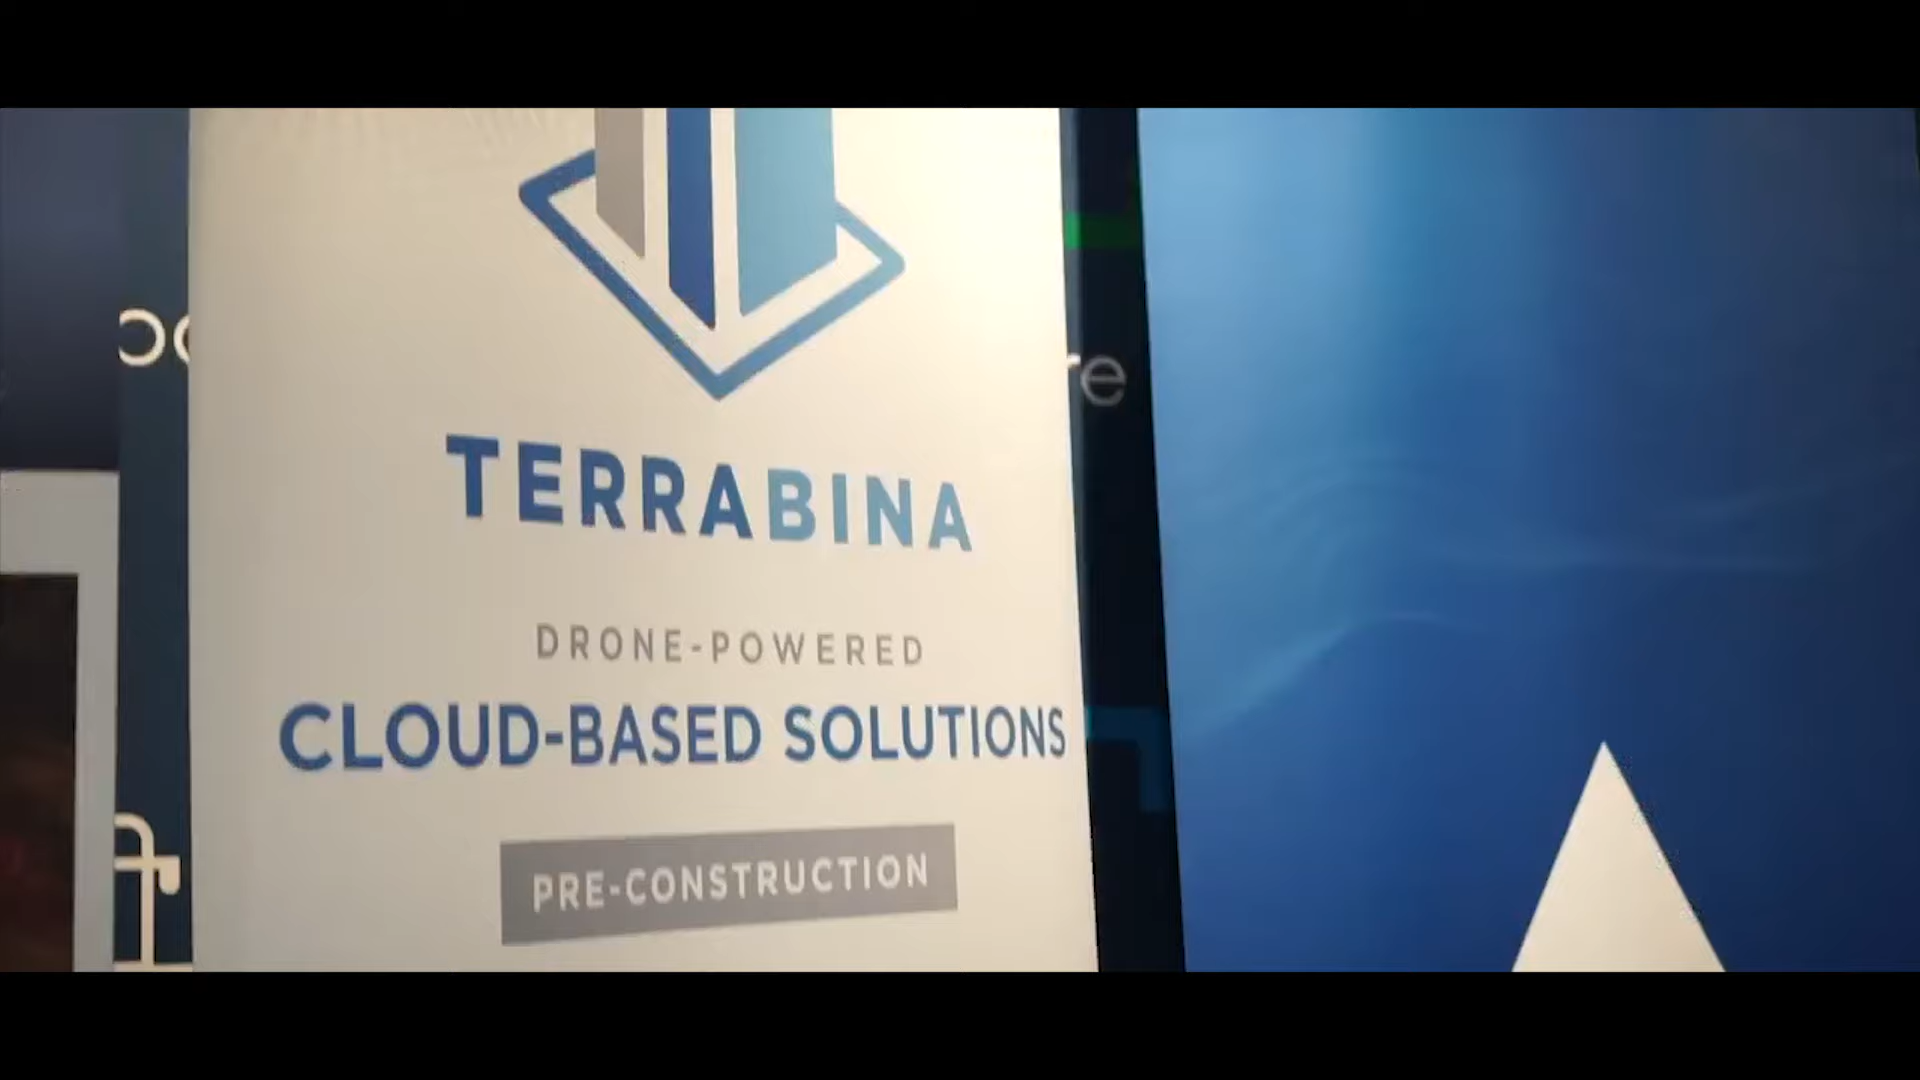 TERRABINA
DRONE-POWERED
CLOUD-BASED SOLUTIONS
PRE-CONSTRUCTION